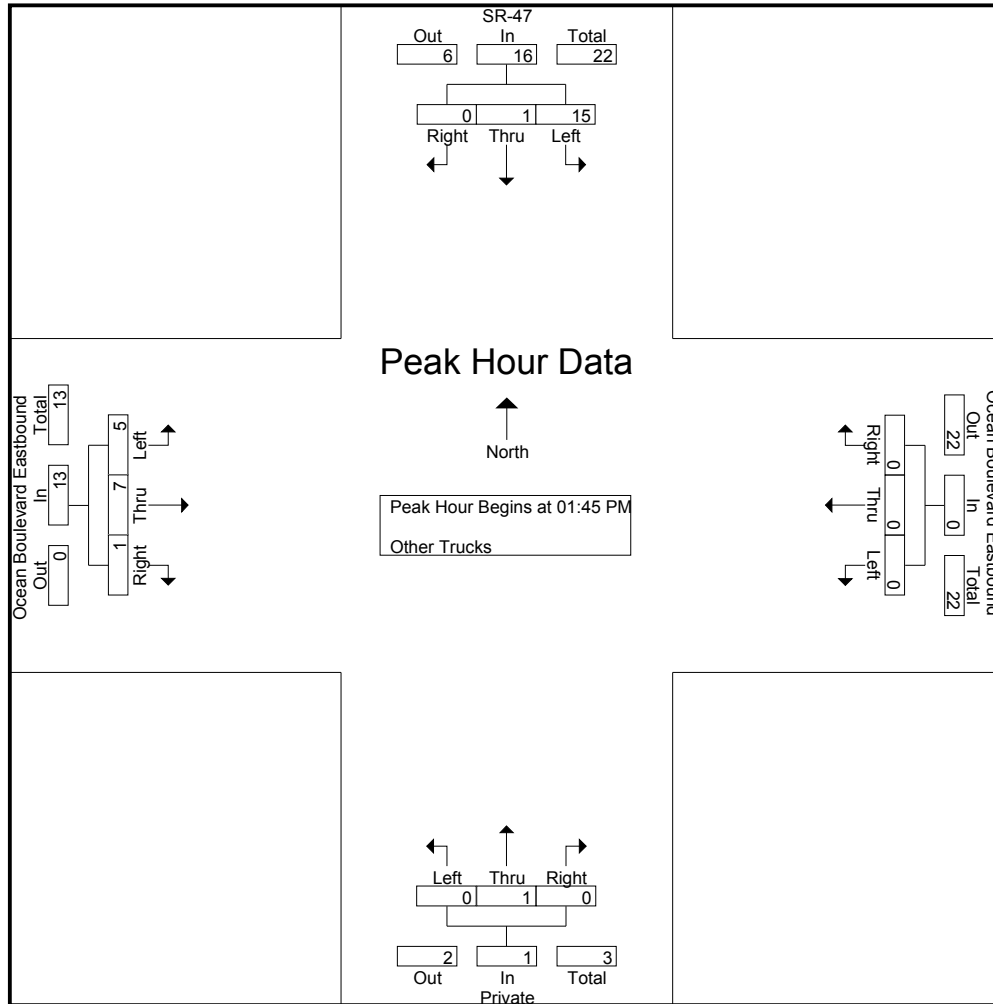 SR-47
Out In Total
6 16 22
0 1 15
Right Thru Left
Peak Hour Data
North
Peak Hour Begins at 01:45 PM
Other Trucks
Ocean Boulevard Eastbound
Out In Total
0 13 13
5 7 1
Left Thru Right
Right Thru Left
0 0 0
Out In Total
22 0 22
Ocean Boulevard Eastbound
Left Thru Right
0 1 0
2 1 3
Out In Total
Private